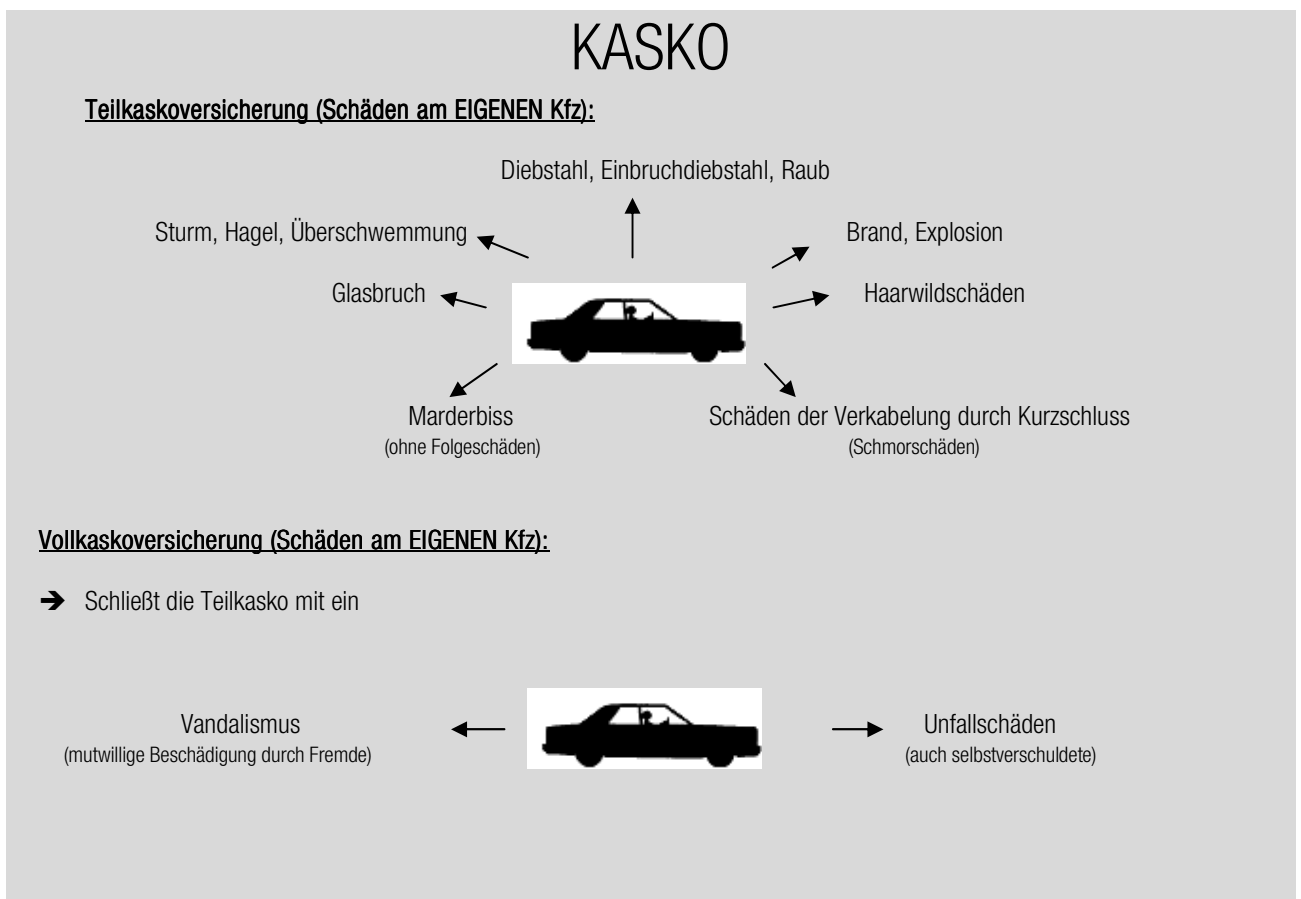 KASKO
Teilkaskoversicherung (Schäden am EIGENEN Kfz):
Diebstahl, Einbruchdiebstahl, Raub
Sturm, Hagel, Überschwemmung
Brand, Explosion
Glasbruch
Haarwildschäden
Marderbiss
(ohne Folgeschäden)
Schäden der Verkabelung durch Kurzschluss
(Schmorschäden)
Vollkaskoversicherung (Schäden am EIGENEN Kfz):
➔ Schließt die Teilkasko mit ein
Vandalismus
(mutwillige Beschädigung durch Fremde)
Unfallschäden
(auch selbstverschuldete)